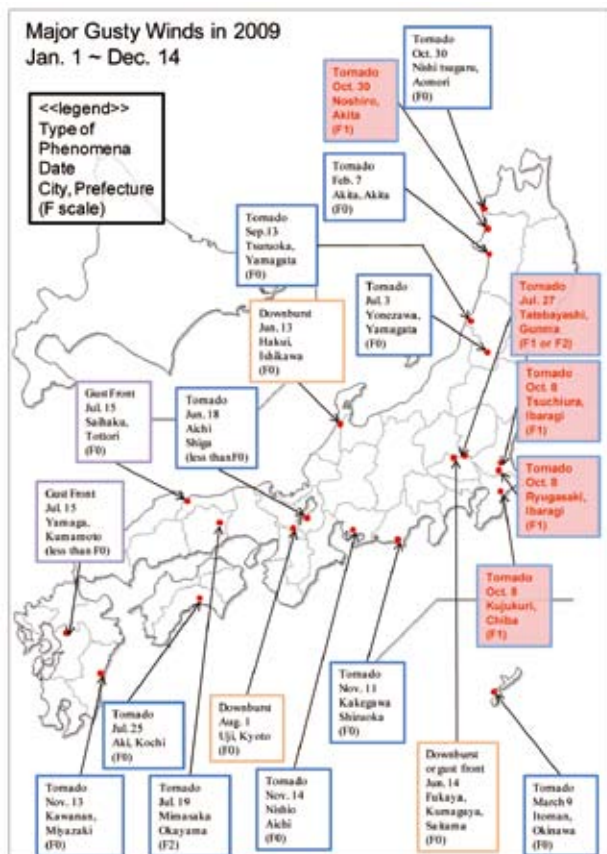 Major Gusty Winds in 2009
Jan. 1 ~ Dec. 14
<<legend>>
Type of
Phenomena
Date
City, Prefecture
(F scale)
Tornado
Oct. 30
Nishi tsugaru,
Aomori
(F0)
Tornado
Oct. 30
Noshiro,
Akita
(F1)
Tornado
Feb. 7
Akita, Akita
(F0)
Tornado
Sep.13
Tsuruoka,
Yamagata
(F0)
Tornado
Jul. 3
Yonezawa,
Yamagata
(F0)
Tornado
Jul. 27
Tatebayashi,
Gunma
(F1 or F2)
Downburst
Jun. 13
Hakui,
Ishikawa
(F0)
Tornado
Oct. 8
Tsuchiura,
Ibaragi
(F1)
Gust Front
Jul. 15
Saihaku,
Tottori
(F0)
Tornado
Jun. 18
Aichi
Shiga
(less than F0)
Tornado
Oct. 8
Ryugasaki,
Ibaragi
(F1)
Gust Front
Jul. 15
Yamaga,
Kumamoto
(less than F0)
Tornado
Oct. 8
Kujukuri,
Chiba
(F1)
Tornado
Nov. 13
Kawanan,
Miyazaki
(F0)
Tornado
Jul. 25
Aki, Kochi
(F0)
Tornado
Jul. 19
Mimasaka
Okayama
(F2)
Downburst
Aug. 1
Uji, Kyoto
(F0)
Tornado
Nov. 14
Nishio
Aichi
(F0)
Tornado
Nov. 11
Kakegawa
Shizuoka
(F0)
Downburst
or gust front
Jun. 14
Fukaya,
Kumagaya,
Saitama
(F0)
Tornado
March 9
Itoman,
Okinawa
(F0)